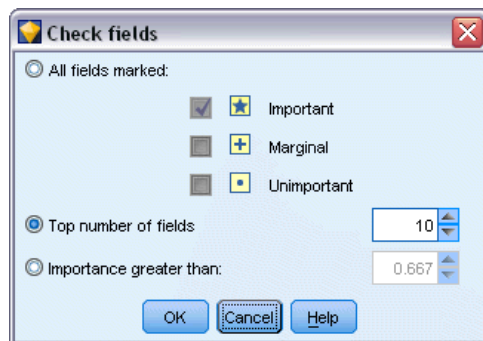 Check fields
All fields marked:
Important
Marginal
Unimportant
Top number of fields 10
Importance greater than: 0.667
OK Cancel Help